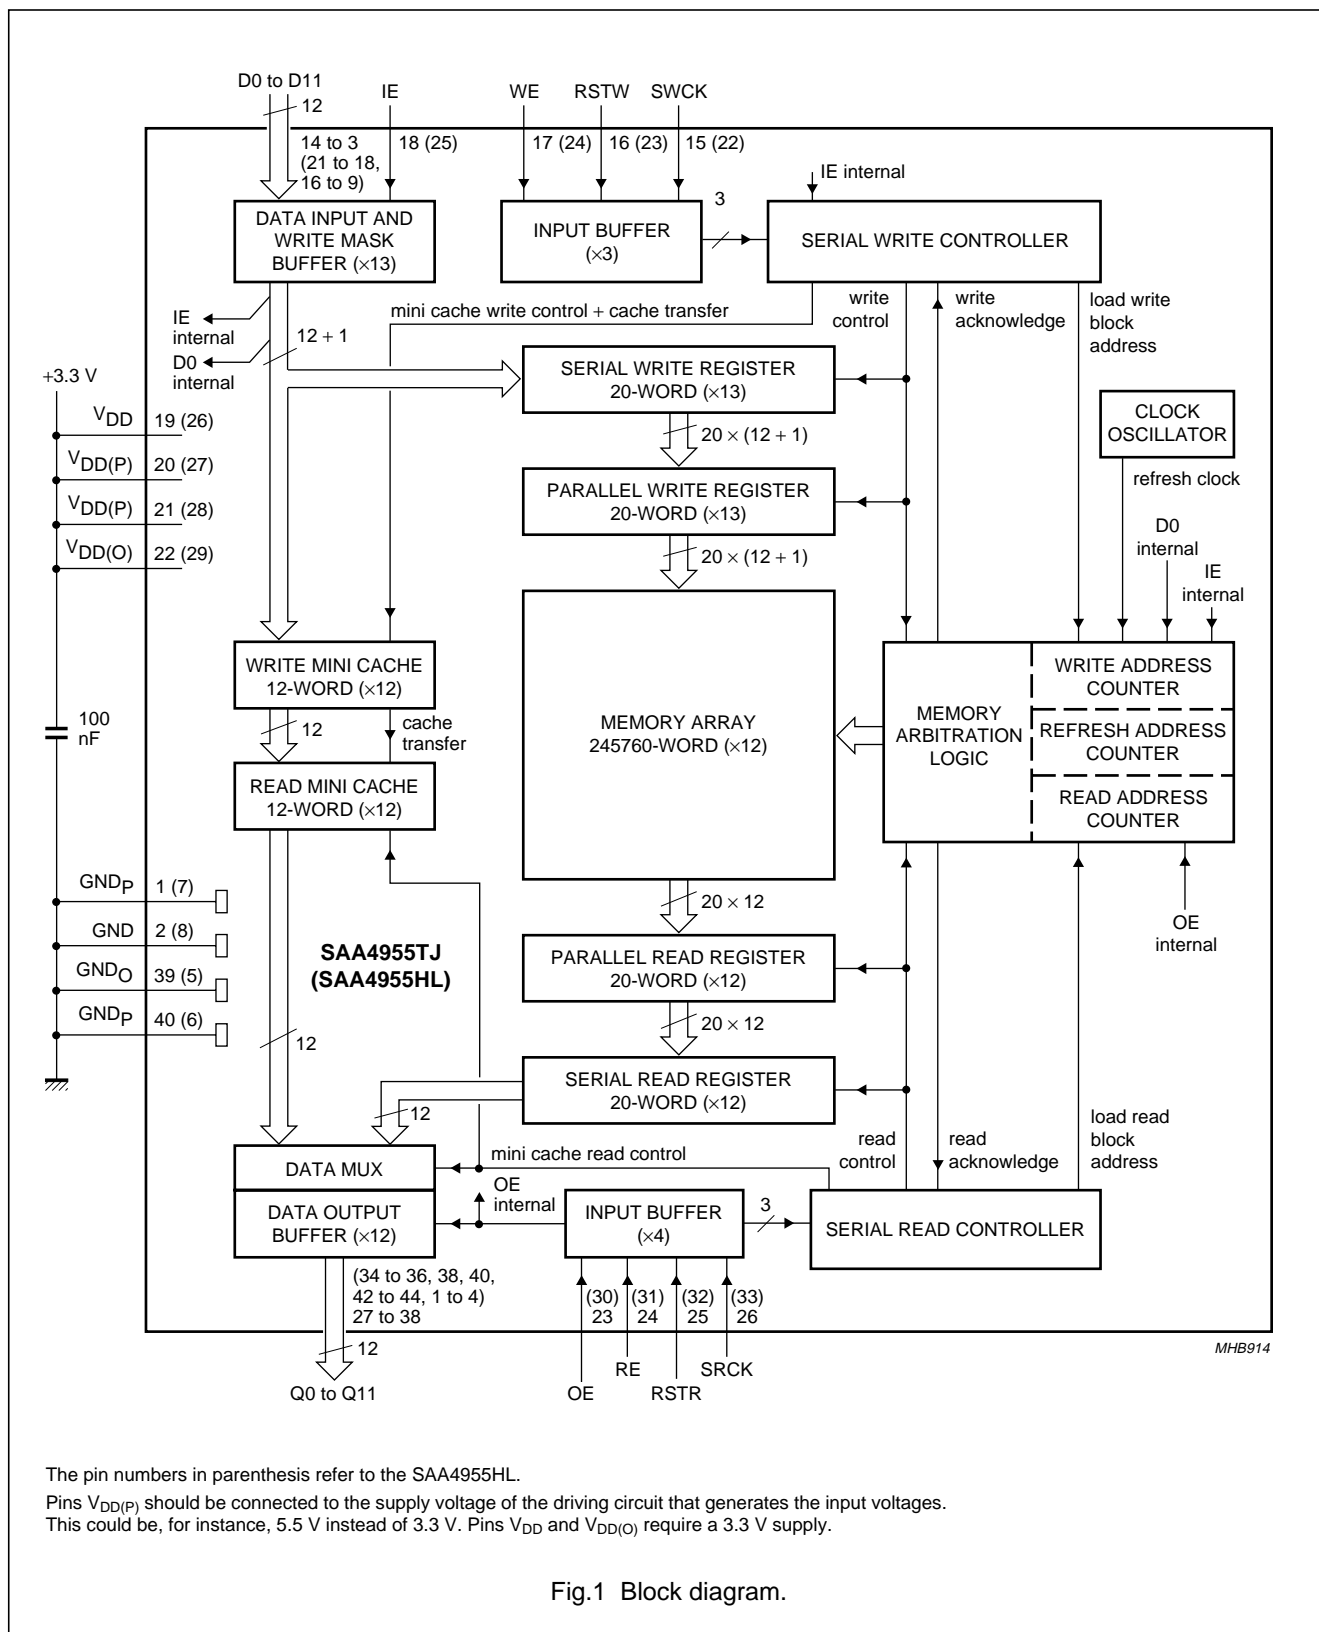 D0 to D11
12
IE
WE
RSTW
SWCK
14 to 3
(21 to 18,
16 to 9)
18 (25)
17 (24)
16 (23)
15 (22)
IE internal
3
DATA INPUT AND
WRITE MASK
BUFFER (×13)
INPUT BUFFER
(×3)
SERIAL WRITE CONTROLLER
IE
internal
D0
internal
12 + 1
mini cache write control + cache transfer
write
control
write
acknowledge
load write
block
address
+3.3 V
SERIAL WRITE REGISTER
20-WORD (×13)
CLOCK
OSCILLATOR
VDD
19 (26)
VDD(P)
20 (27)
VDD(P)
21 (28)
VDD(O)
22 (29)
20 × (12 + 1)
PARALLEL WRITE REGISTER
20-WORD (×13)
20 × (12 + 1)
refresh clock
D0
internal
IE
internal
WRITE MINI CACHE
12-WORD (×12)
12
cache
transfer
READ MINI CACHE
12-WORD (×12)
100
nF
MEMORY ARRAY
245760-WORD (×12)
MEMORY
ARBITRATION
LOGIC
WRITE ADDRESS
COUNTER
REFRESH ADDRESS
COUNTER
READ ADDRESS
COUNTER
GNDP
1 (7)
GND
2 (8)
GNDO
39 (5)
GNDP
40 (6)
SAA4955TJ
(SAA4955HL)
20 × 12
OE
internal
PARALLEL READ REGISTER
20-WORD (×12)
20 × 12
12
SERIAL READ REGISTER
20-WORD (×12)
12
read
control
read
acknowledge
load read
block
address
DATA MUX
mini cache read control
OE
internal
DATA OUTPUT
BUFFER (×12)
INPUT BUFFER
(×4)
3
SERIAL READ CONTROLLER
(34 to 36, 38, 40,
42 to 44, 1 to 4)
27 to 38
(30)
23
(31)
24
(32)
25
(33)
26
12
Q0 to Q11
OE
RE
RSTR
SRCK
MHB914
The pin numbers in parenthesis refer to the SAA4955HL.
Pins VDD(P) should be connected to the supply voltage of the driving circuit that generates the input voltages.
This could be, for instance, 5.5 V instead of 3.3 V. Pins VDD and VDD(O) require a 3.3 V supply.
Fig.1 Block diagram.